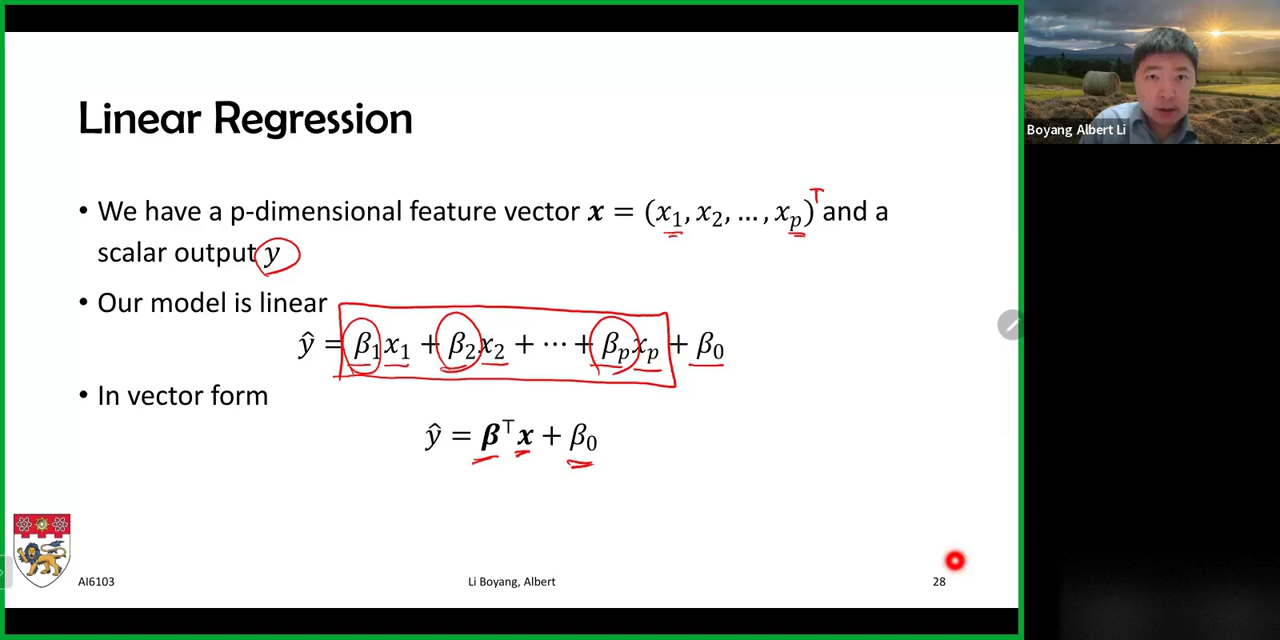 Linear Regression
• We have a p-dimensional feature vector 𝒙 = (x₁, x₂, …, xₚ)ᵀ and a
scalar output y
• Our model is linear
ŷ = β₁x₁ + β₂x₂ + ⋯ + βₚxₚ + β₀
• In vector form
ŷ = 𝜷ᵀ𝒙 + β₀
AI6103
Li Boyang, Albert
28
Boyang Albert Li